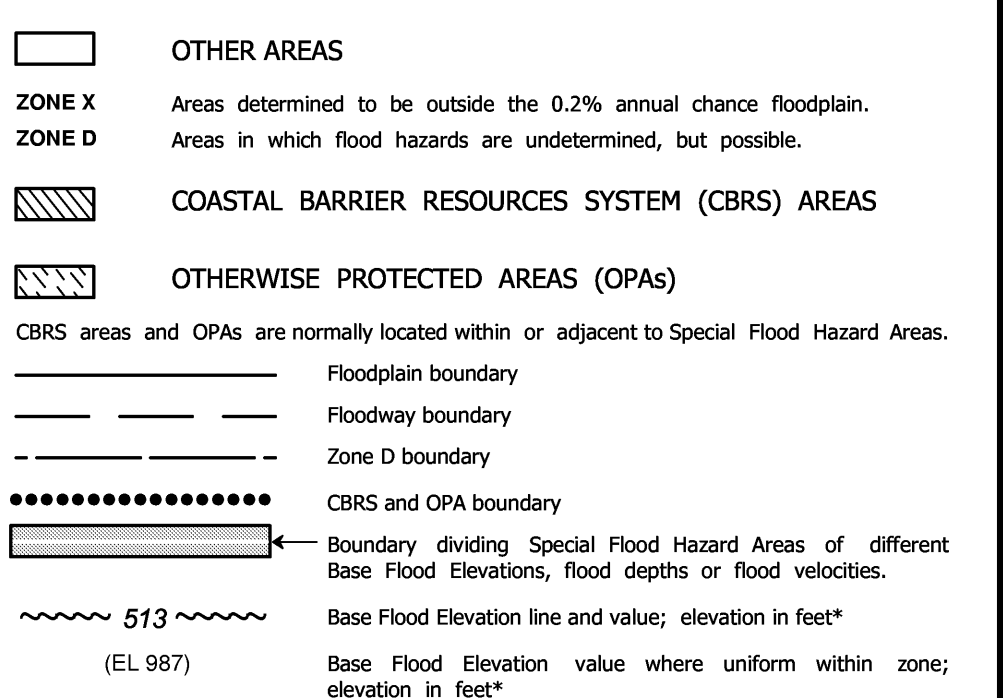 OTHER AREAS
ZONE X Areas determined to be outside the 0.2% annual chance floodplain.
ZONE D Areas in which flood hazards are undetermined, but possible.
COASTAL BARRIER RESOURCES SYSTEM (CBRS) AREAS
OTHERWISE PROTECTED AREAS (OPAs)
CBRS areas and OPAs are normally located within or adjacent to Special Flood Hazard Areas.
Floodplain boundary
Floodway boundary
Zone D boundary
CBRS and OPA boundary
Boundary dividing Special Flood Hazard Areas of different
Base Flood Elevations, flood depths or flood velocities.
513 Base Flood Elevation line and value; elevation in feet*
(EL 987) Base Flood Elevation value where uniform within zone;
elevation in feet*